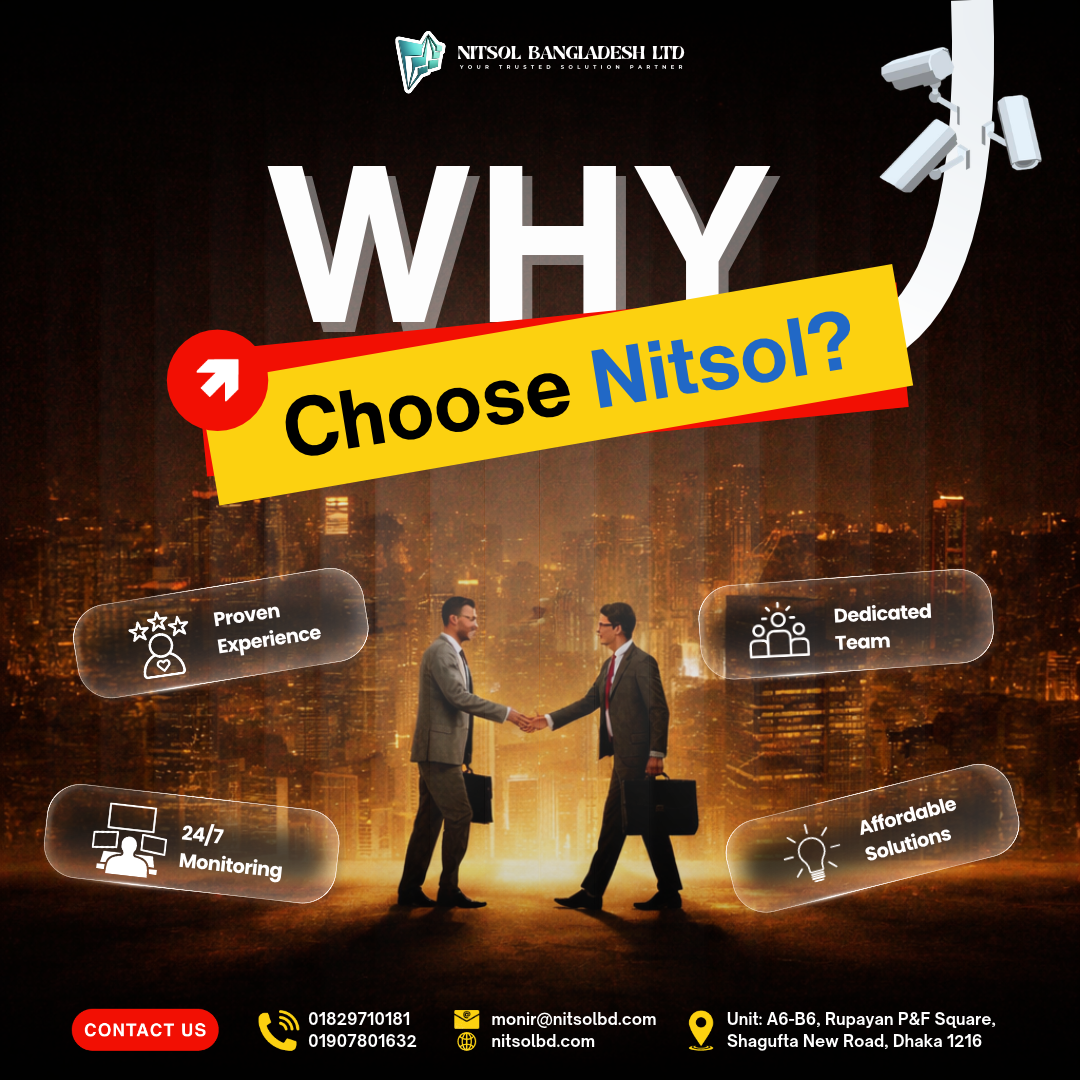 NITSOL BANGLADESH LTD
YOUR TRUSTED SOLUTION PARTNER
WHY
Choose Nitsol?
Proven
Experience
Dedicated
Team
24/7
Monitoring
Affordable
Solutions
CONTACT US
01829710181
01907801632
monir@nitsolbd.com
nitsolbd.com
Unit: A6-B6, Rupayan P&F Square,
Shagufta New Road, Dhaka 1216